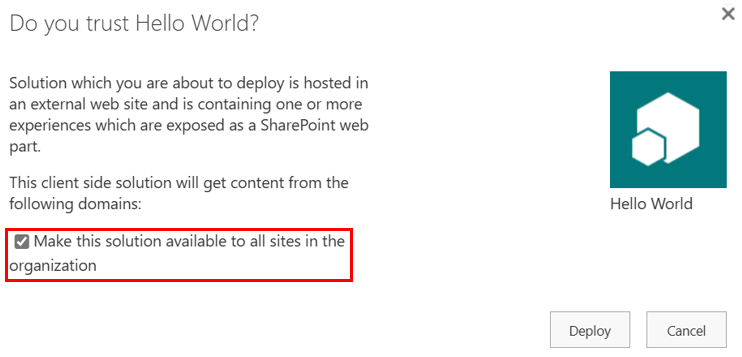 Do you trust Hello World?
Solution which you are about to deploy is hosted in
an external web site and is containing one or more
experiences which are exposed as a SharePoint web
part.
This client side solution will get content from the
following domains:
Make this solution available to all sites in the
organization
Hello World
Deploy
Cancel